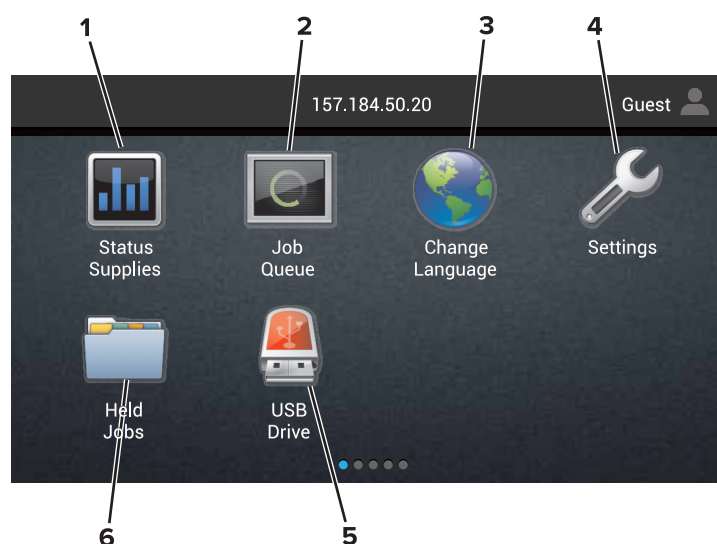 1 2 3 4
157.184.50.20 Guest
Status
Supplies
Job
Queue
Change
Language
Settings
Held
Jobs
USB
Drive
6 5